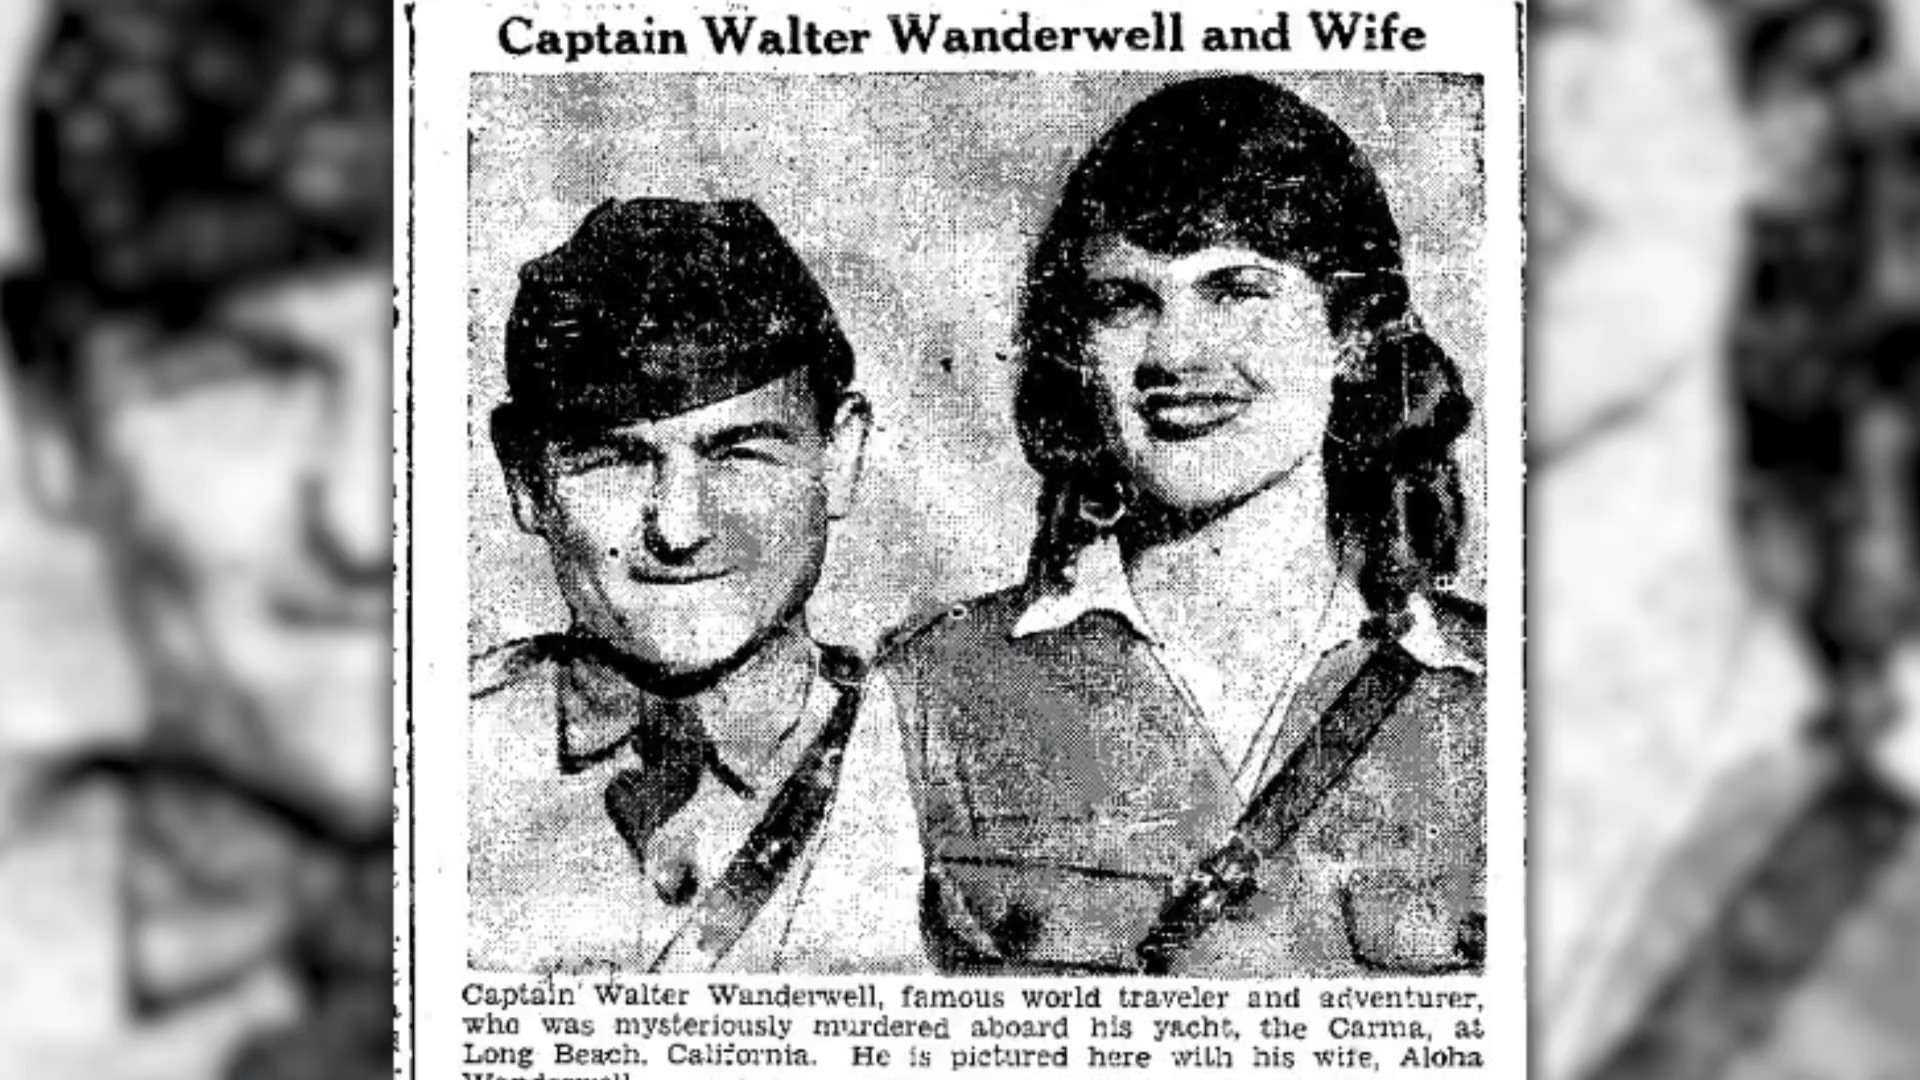 Captain Walter Wanderwell and Wife
Captain Walter Wanderwell, famous world traveler and adventurer,
who was mysteriously murdered aboard his yacht, the Carma, at
Long Beach, California. He is pictured here with his wife, Aloha
Wanderwell.